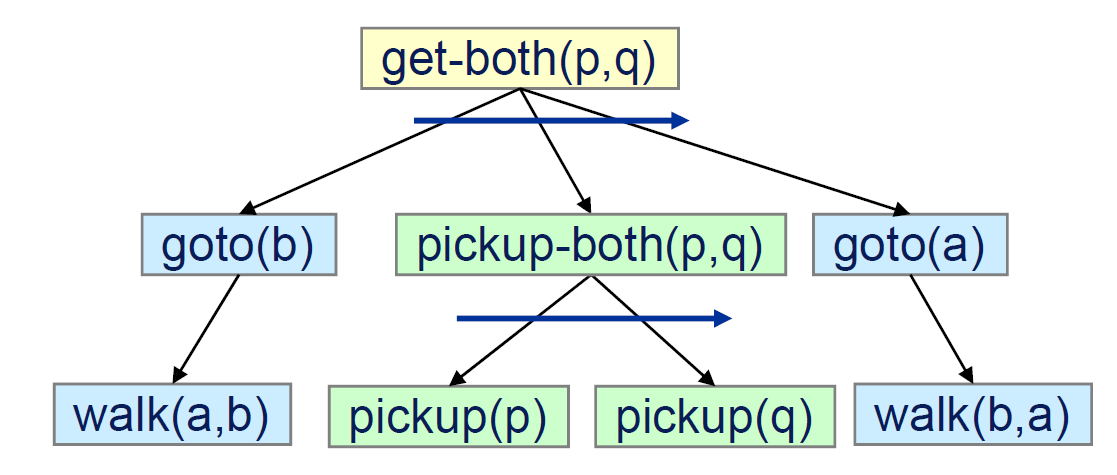 get-both(p,q)
goto(b)
pickup-both(p,q)
goto(a)
walk(a,b)
pickup(p)
pickup(q)
walk(b,a)